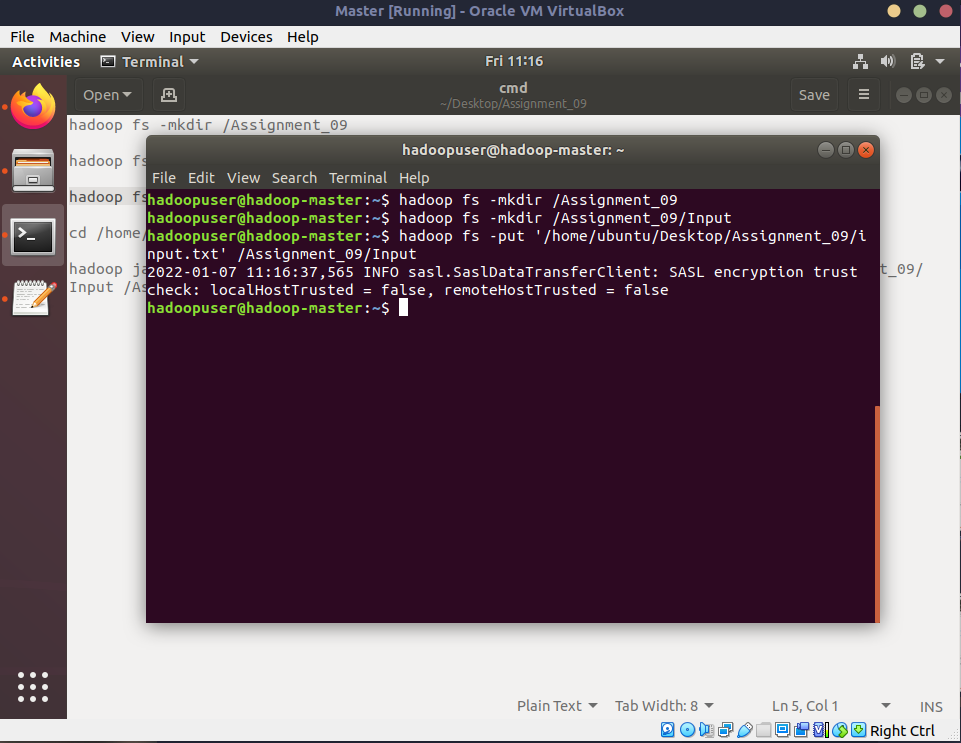 Master [Running] - Oracle VM VirtualBox
File Machine View Input Devices Help
Activities Terminal Fri 11:16
Open cmd Save
~/Desktop/Assignment_09
hadoop fs -mkdir /Assignment_09
hadoop fs
hadoop fs
cd /home/
hadoop ja t_09/
Input /As
hadoopuser@hadoop-master: ~
File Edit View Search Terminal Help
hadoopuser@hadoop-master:~$ hadoop fs -mkdir /Assignment_09
hadoopuser@hadoop-master:~$ hadoop fs -mkdir /Assignment_09/Input
hadoopuser@hadoop-master:~$ hadoop fs -put '/home/ubuntu/Desktop/Assignment_09/i
nput.txt' /Assignment_09/Input
2022-01-07 11:16:37,565 INFO sasl.SaslDataTransferClient: SASL encryption trust
check: localHostTrusted = false, remoteHostTrusted = false
hadoopuser@hadoop-master:~$
Plain Text Tab Width: 8 Ln 5, Col 1 INS
Right Ctrl